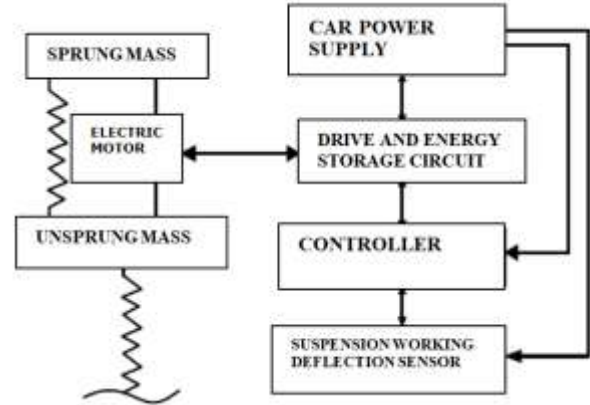 SPRUNG MASS
ELECTRIC
MOTOR
UNSPRUNG MASS
CAR POWER
SUPPLY
DRIVE AND ENERGY
STORAGE CIRCUIT
CONTROLLER
SUSPENSION WORKING
DEFLECTION SENSOR